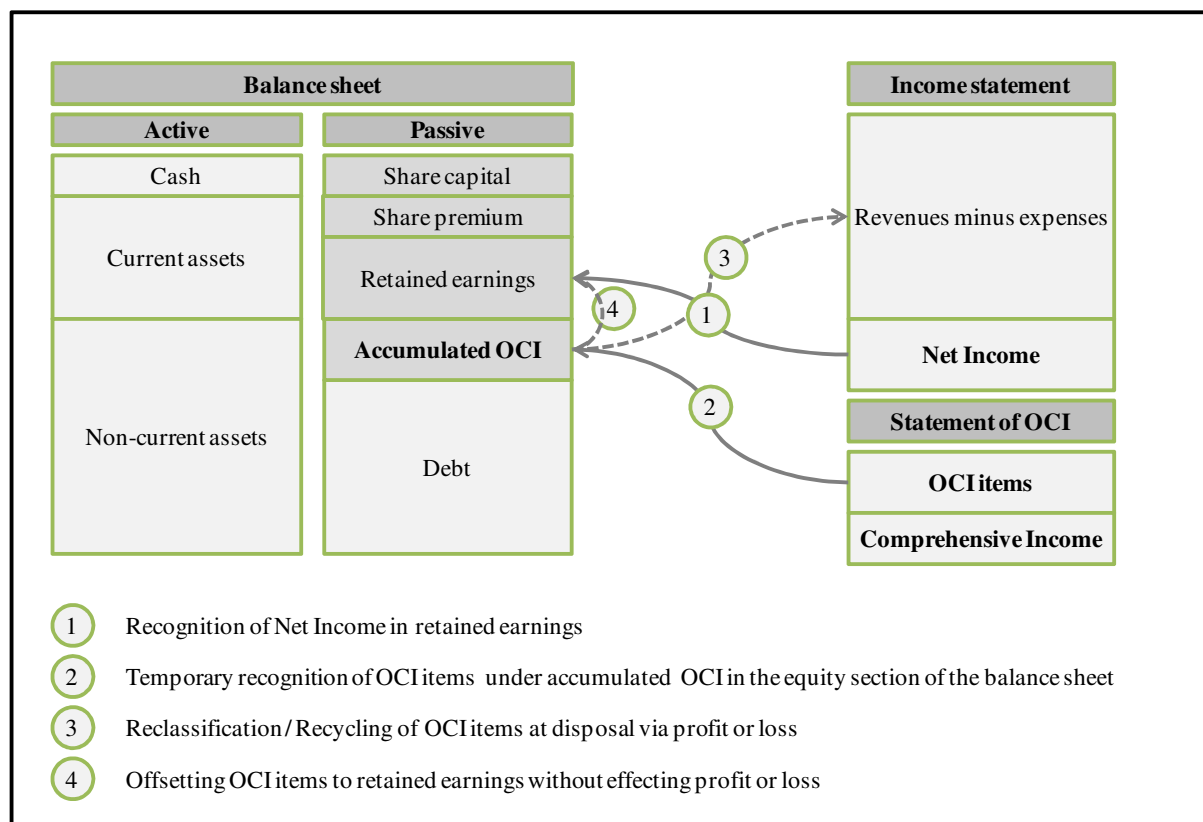 Balance sheet
Income statement
Active
Passive
Cash
Share capital
Share premium
Current assets
Retained earnings
Accumulated OCI
Non-current assets
Debt
Revenues minus expenses
Net Income
Statement of OCI
OCI items
Comprehensive Income
3
4
1
2
1 Recognition of Net Income in retained earnings
2 Temporary recognition of OCI items under accumulated OCI in the equity section of the balance sheet
3 Reclassification / Recycling of OCI items at disposal via profit or loss
4 Offsetting OCI items to retained earnings without effecting profit or loss